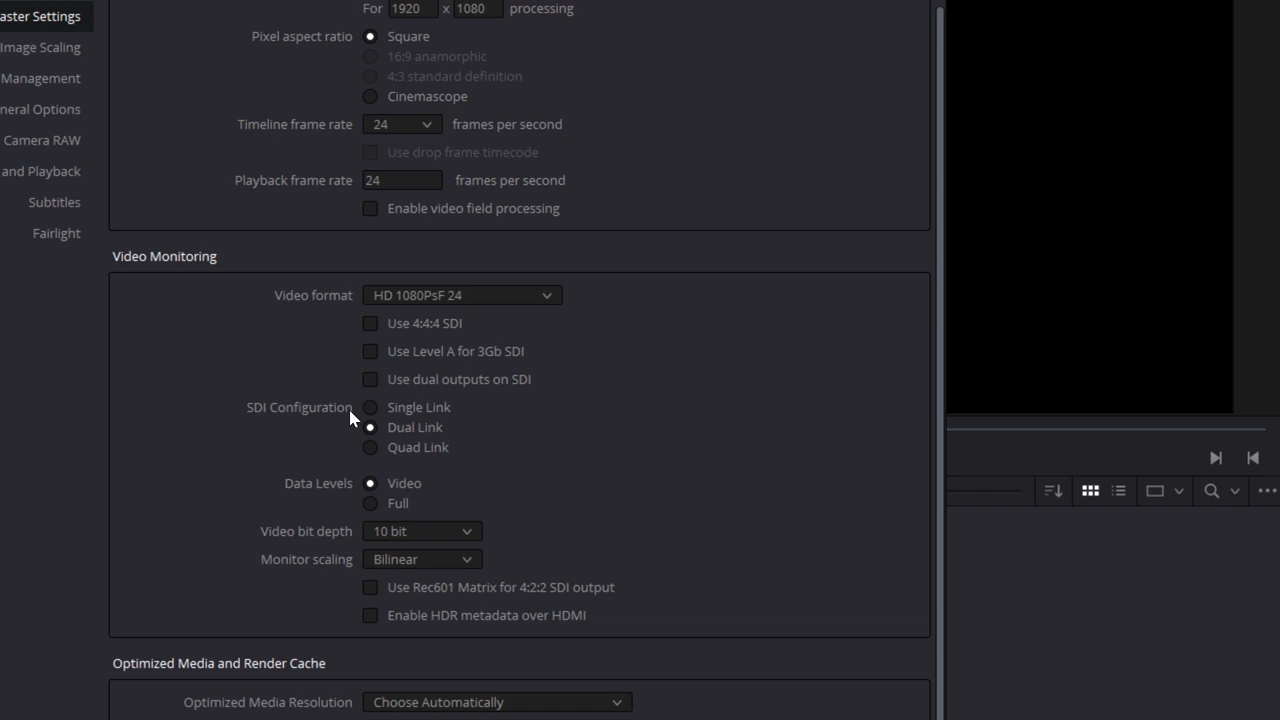 For 1920 x 1080 processing
aster Settings
Pixel aspect ratio Square
Image Scaling
16:9 anamorphic
Management
4:3 standard definition
Cinemascope
neral Options
Timeline frame rate 24 frames per second
Camera RAW
Use drop frame timecode
and Playback
Playback frame rate 24 frames per second
Subtitles
Enable video field processing
Fairlight
Video Monitoring
Video format HD 1080PsF 24
Use 4:4:4 SDI
Use Level A for 3Gb SDI
Use dual outputs on SDI
SDI Configuration Single Link
Dual Link
Quad Link
Data Levels Video
Full
Video bit depth 10 bit
Monitor scaling Bilinear
Use Rec601 Matrix for 4:2:2 SDI output
Enable HDR metadata over HDMI
Optimized Media and Render Cache
Optimized Media Resolution Choose Automatically